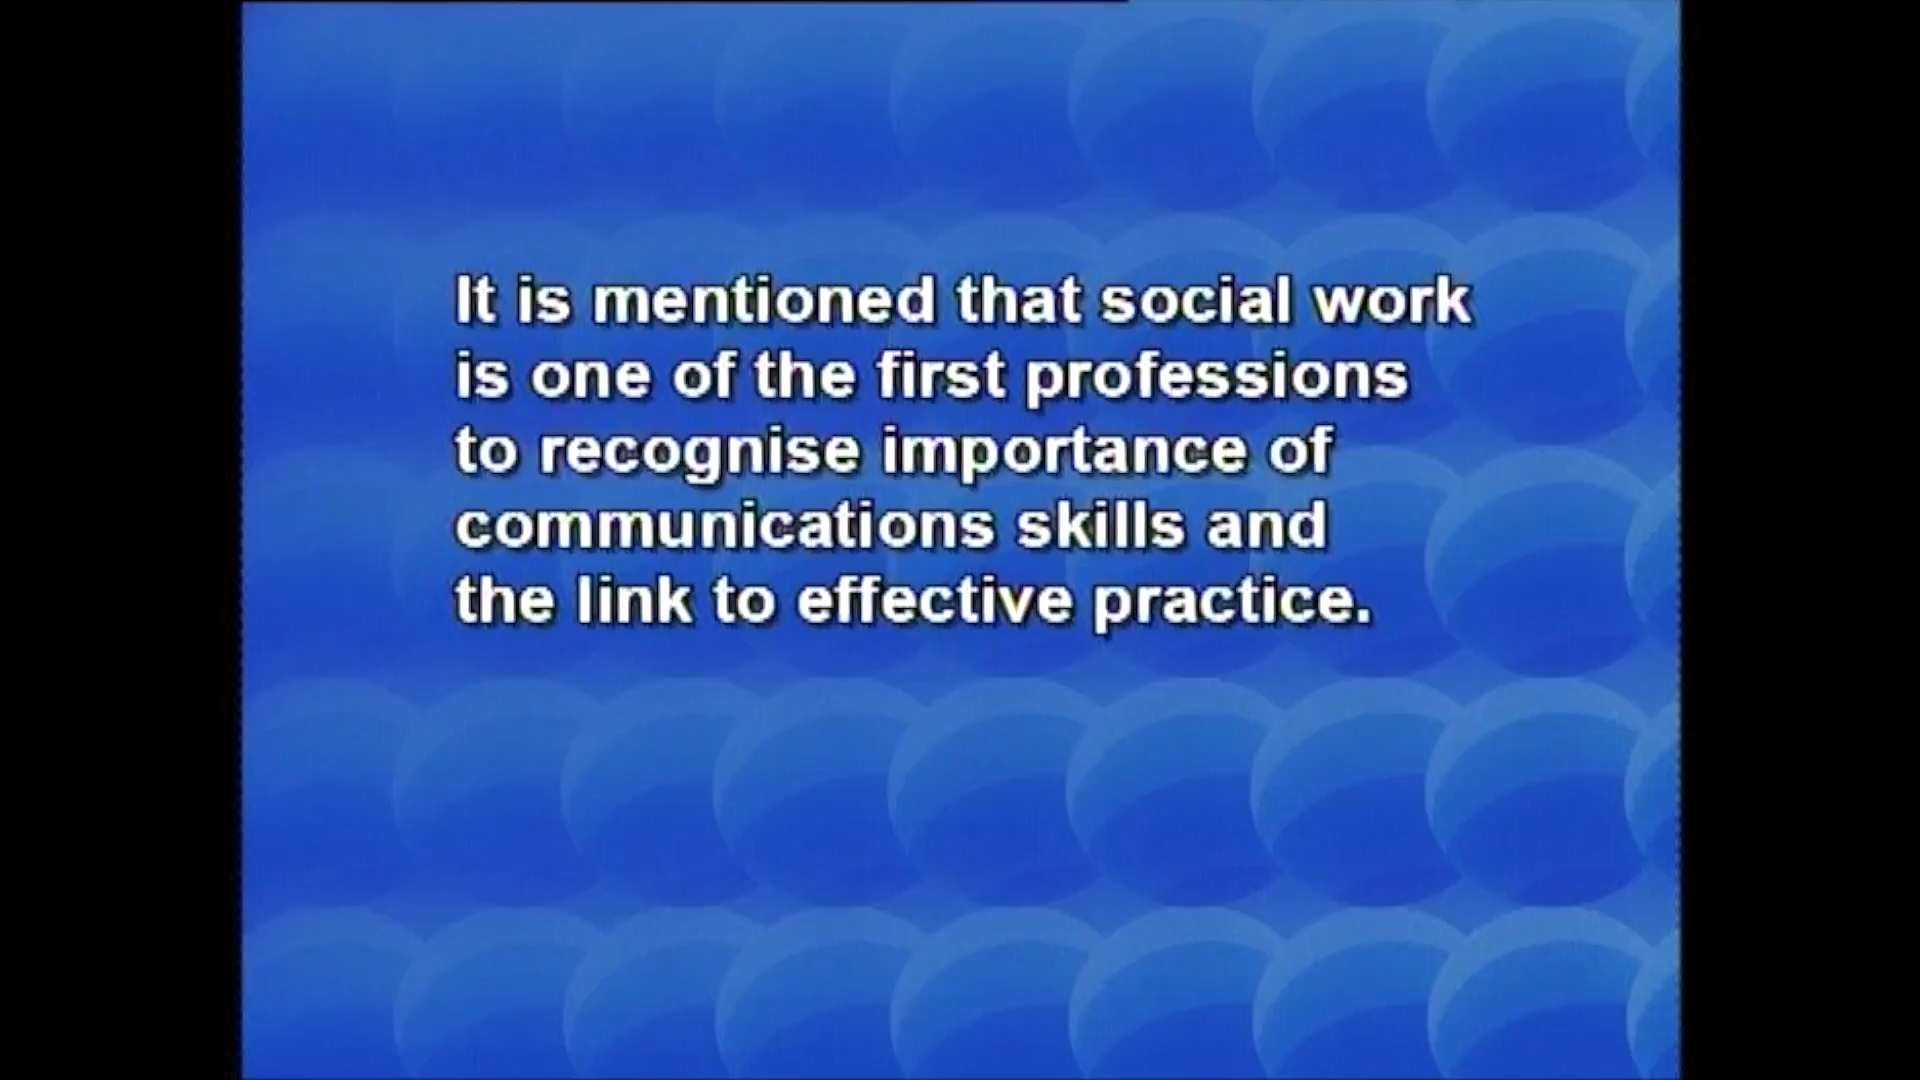 It is mentioned that social work
is one of the first professions
to recognise importance of
communications skills and
the link to effective practice.